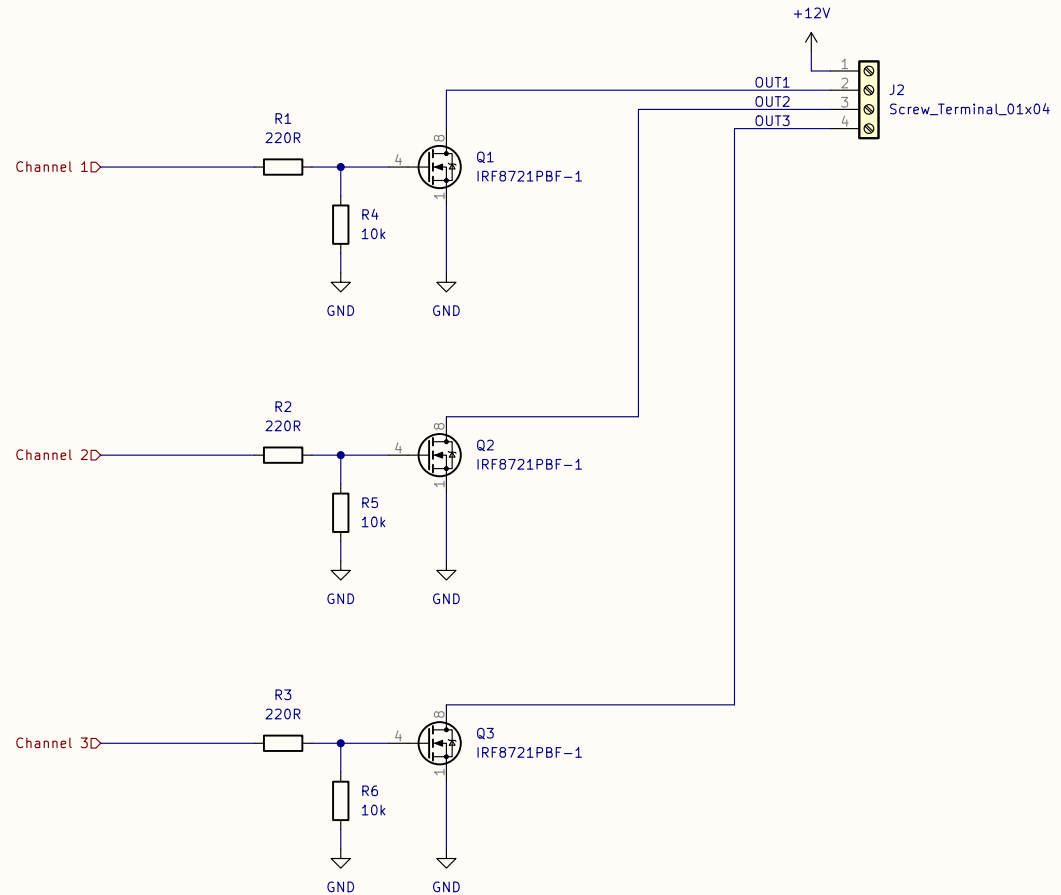 +12V
1
2
3
4
OUT1
OUT2
OUT3
J2
Screw_Terminal_01x04
R1
220R
Channel 1
4
8
1
Q1
IRF8721PBF-1
R4
10k
GND
GND
R2
220R
Channel 2
4
8
1
Q2
IRF8721PBF-1
R5
10k
GND
GND
R3
220R
Channel 3
4
8
1
Q3
IRF8721PBF-1
R6
10k
GND
GND